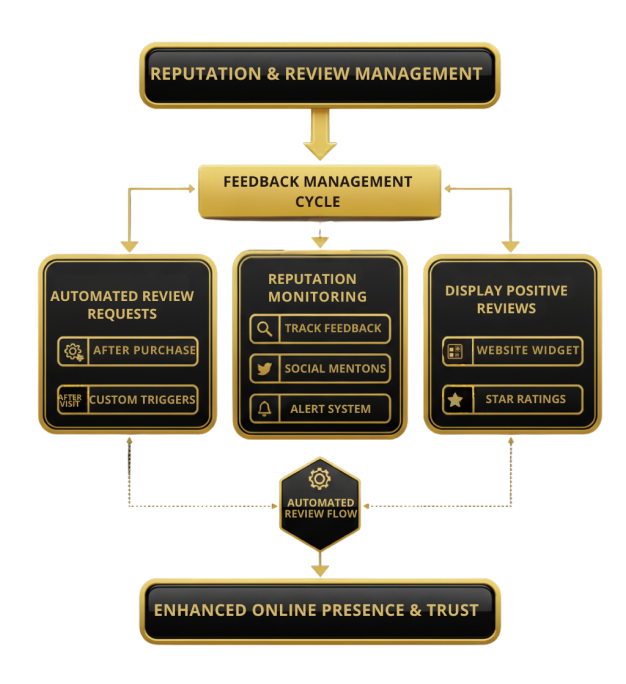 REPUTATION & REVIEW MANAGEMENT
FEEDBACK MANAGEMENT
CYCLE
AUTOMATED REVIEW
REQUESTS
AFTER PURCHASE
AFTER
VISIT
CUSTOM TRIGGERS
REPUTATION
MONITORING
TRACK FEEDBACK
SOCIAL MENTONS
ALERT SYSTEM
DISPLAY POSITIVE
REVIEWS
WEBSITE WIDGET
STAR RATINGS
AUTOMATED
REVIEW FLOW
ENHANCED ONLINE PRESENCE & TRUST